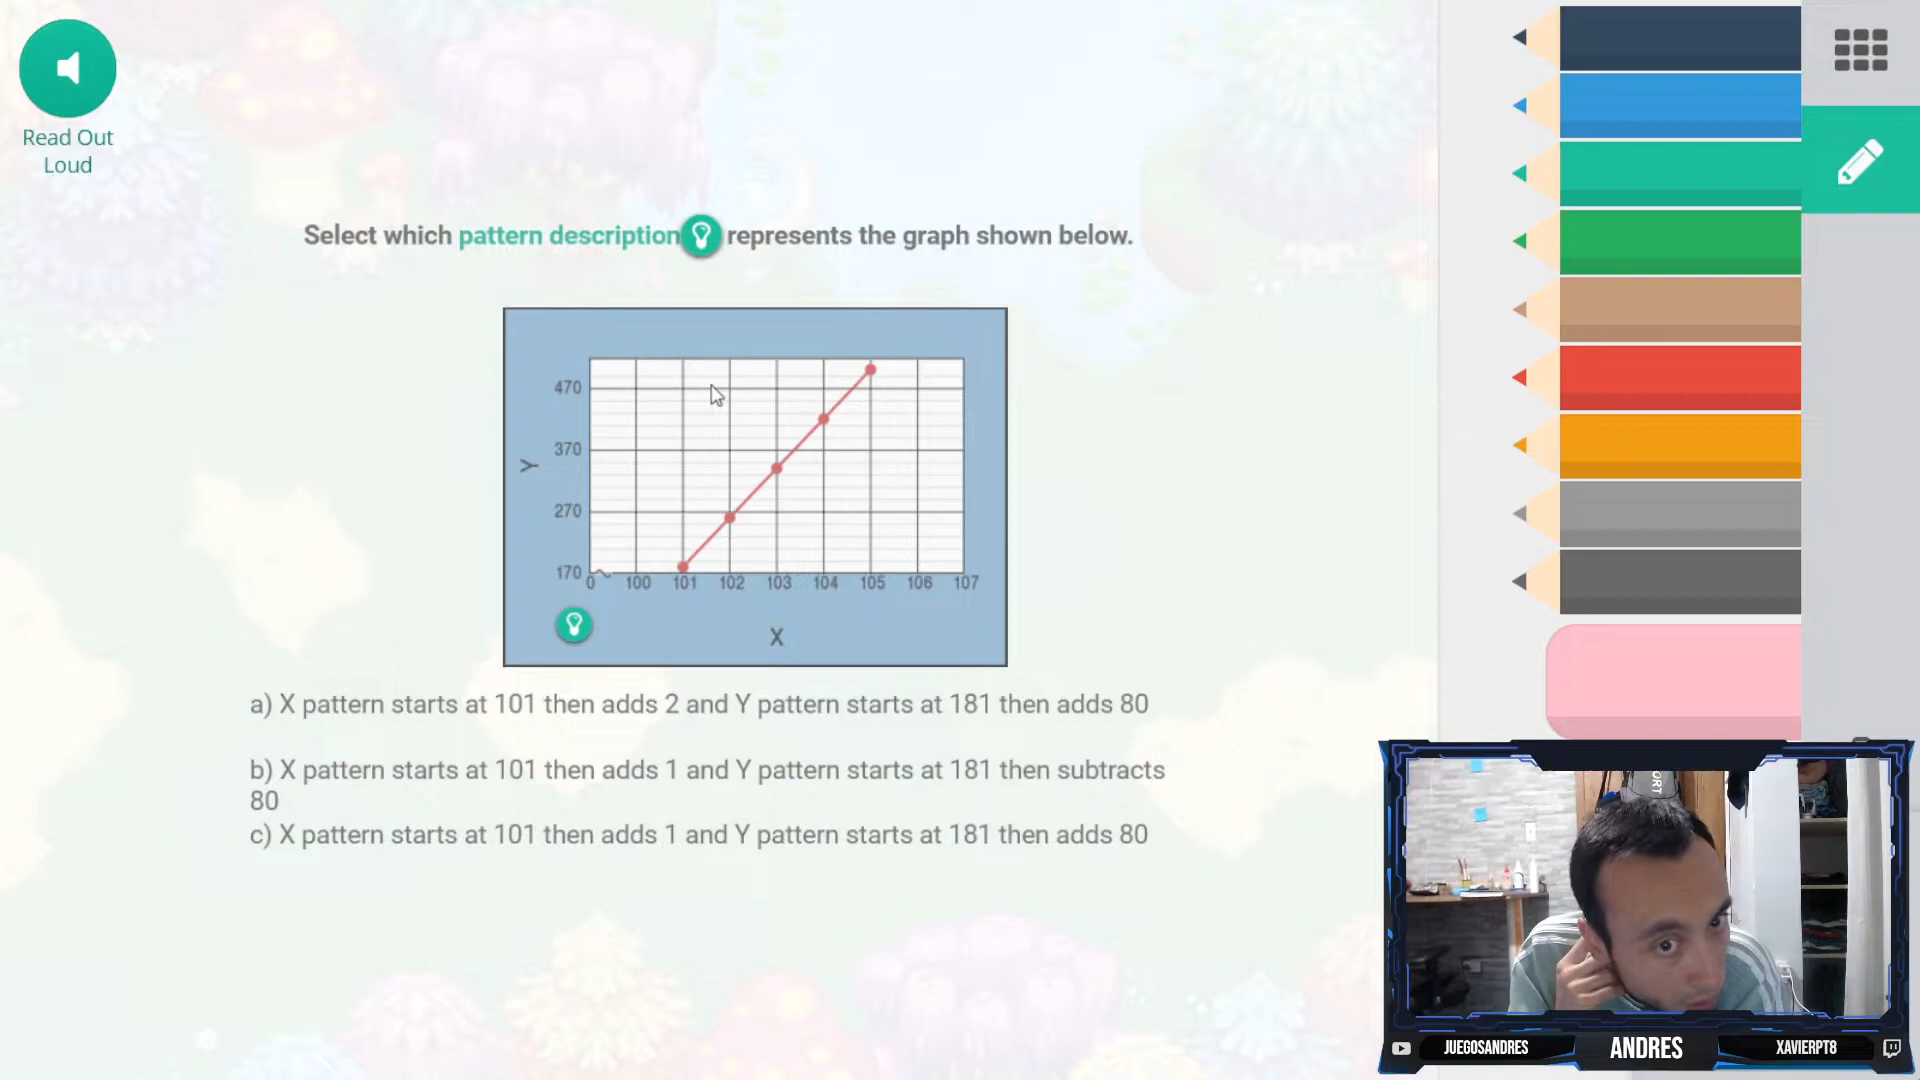 Read Out
Loud
Select which pattern description represents the graph shown below.
470
370
270
170
Y
0 100 101 102 103 104 105 106 107
X
a) X pattern starts at 101 then adds 2 and Y pattern starts at 181 then adds 80
b) X pattern starts at 101 then adds 1 and Y pattern starts at 181 then subtracts
80
c) X pattern starts at 101 then adds 1 and Y pattern starts at 181 then adds 80
ORT
JUEGOSANDRES ANDRES XAVIERPT8